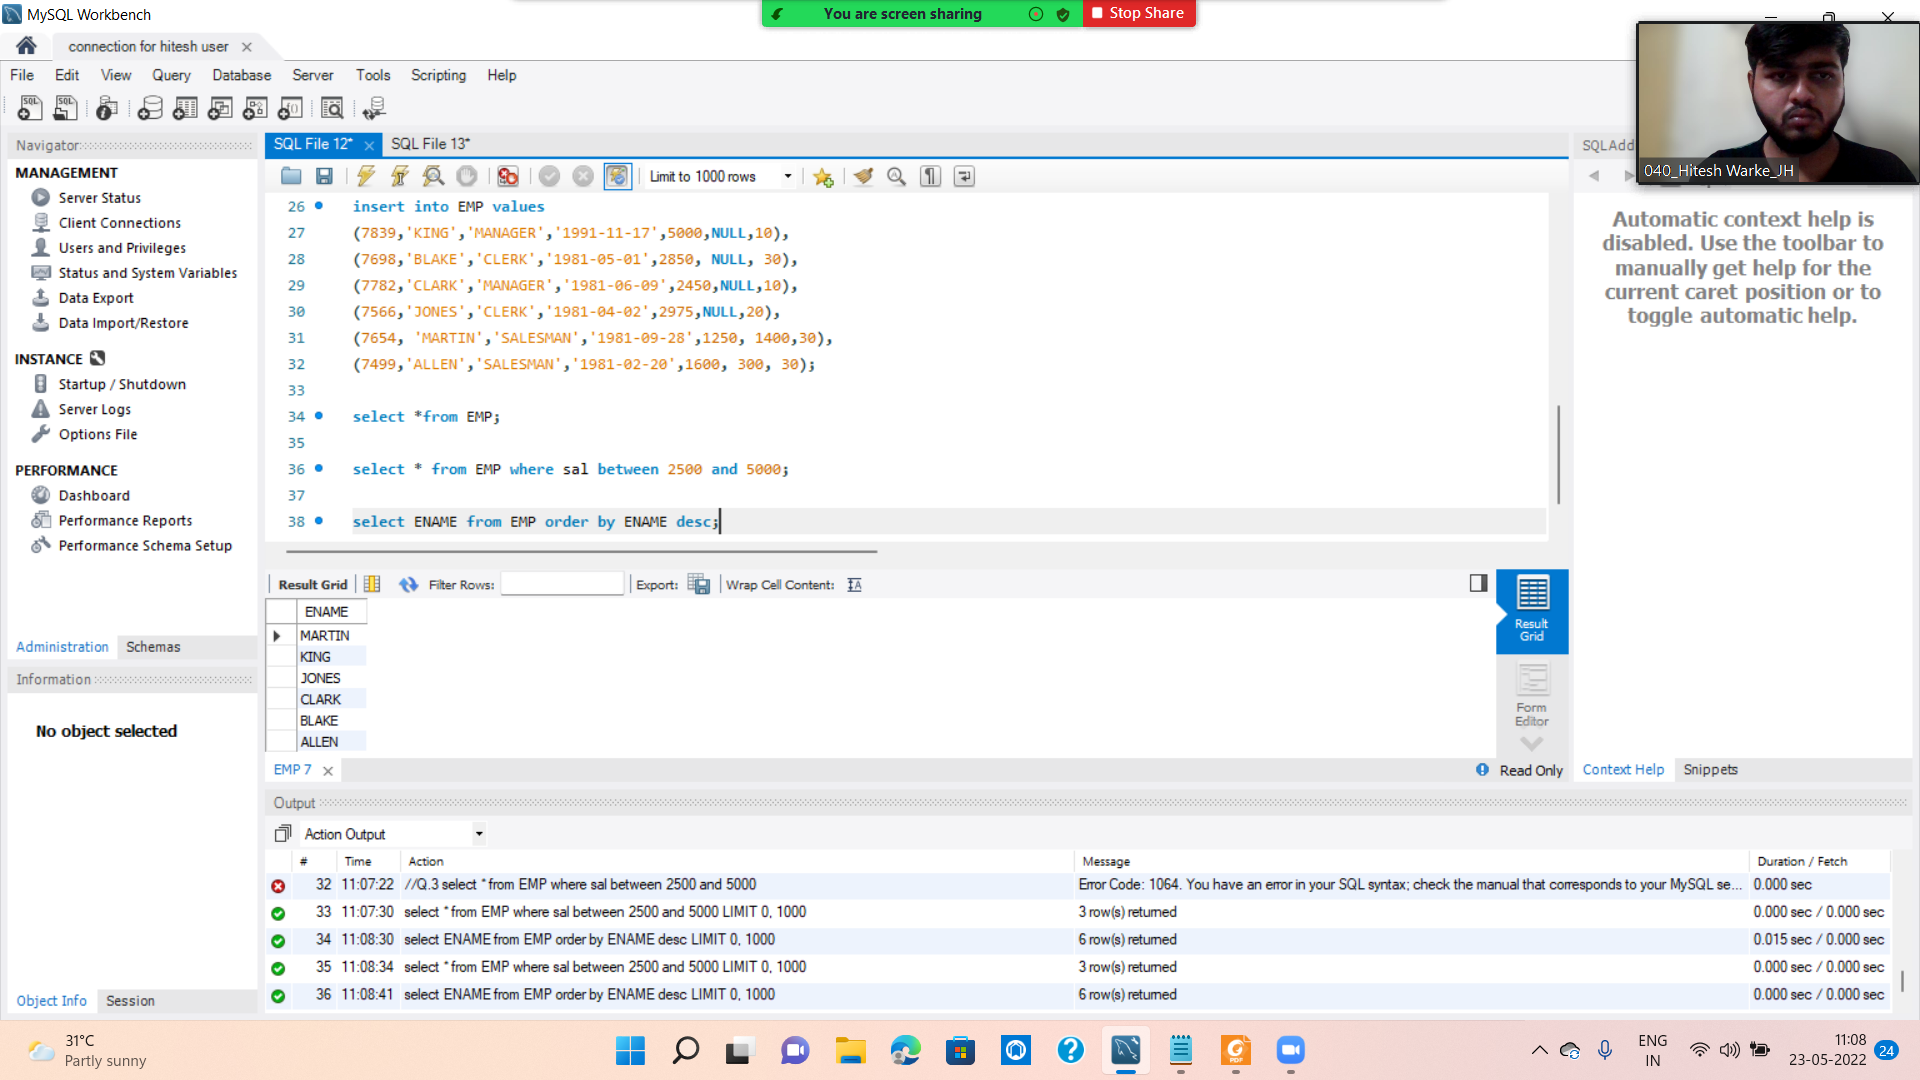 MySQL Workbench
You are screen sharing
Stop Share
connection for hitesh user
File Edit View Query Database Server Tools Scripting Help
040_Hitesh Warke_JH
Navigator
MANAGEMENT
Server Status
Client Connections
Users and Privileges
Status and System Variables
Data Export
Data Import/Restore
INSTANCE
Startup / Shutdown
Server Logs
Options File
PERFORMANCE
Dashboard
Performance Reports
Performance Schema Setup
Administration Schemas
Information
No object selected
Object Info Session
SQL File 12* SQL File 13*
Limit to 1000 rows
26 insert into EMP values
27 (7839,'KING','MANAGER','1991-11-17',5000,NULL,10),
28 (7698,'BLAKE','CLERK','1981-05-01',2850, NULL, 30),
29 (7782,'CLARK','MANAGER','1981-06-09',2450,NULL,10),
30 (7566,'JONES','CLERK','1981-04-02',2975,NULL,20),
31 (7654, 'MARTIN','SALESMAN','1981-09-28',1250, 1400,30),
32 (7499,'ALLEN','SALESMAN','1981-02-20',1600, 300, 30);
33
34 select *from EMP;
35
36 select * from EMP where sal between 2500 and 5000;
37
38 select ENAME from EMP order by ENAME desc;
Result Grid Filter Rows: Export: Wrap Cell Content:
ENAME
MARTIN
KING
JONES
CLARK
BLAKE
ALLEN
Result Grid
Form Editor
EMP 7
Read Only
SQLAdd
Automatic context help is
disabled. Use the toolbar to
manually get help for the
current caret position or to
toggle automatic help.
Context Help Snippets
Output
Action Output
# Time Action Message Duration / Fetch
32 11:07:22 //Q.3 select * from EMP where sal between 2500 and 5000 Error Code: 1064. You have an error in your SQL syntax; check the manual that corresponds to your MySQL se... 0.000 sec
33 11:07:30 select * from EMP where sal between 2500 and 5000 LIMIT 0, 1000 3 row(s) returned 0.000 sec / 0.000 sec
34 11:08:30 select ENAME from EMP order by ENAME desc LIMIT 0, 1000 6 row(s) returned 0.015 sec / 0.000 sec
35 11:08:34 select * from EMP where sal between 2500 and 5000 LIMIT 0, 1000 3 row(s) returned 0.000 sec / 0.000 sec
36 11:08:41 select ENAME from EMP order by ENAME desc LIMIT 0, 1000 6 row(s) returned 0.000 sec / 0.000 sec
31°C
Partly sunny
ENG
IN
11:08
23-05-2022
24